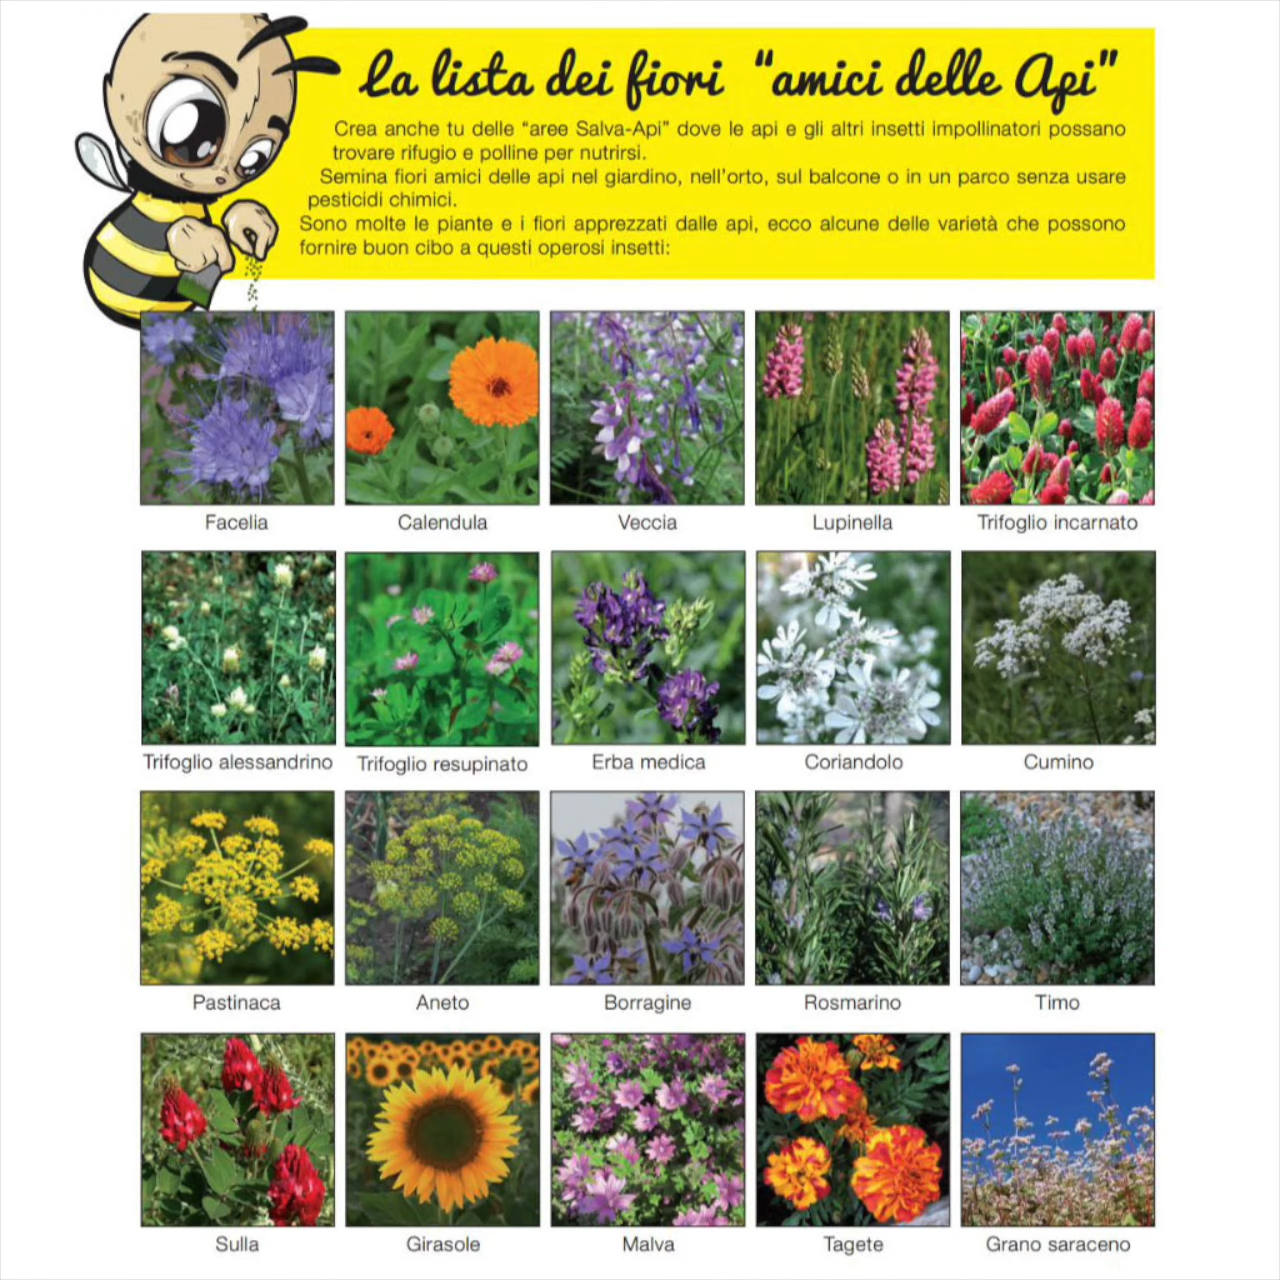 La lista dei fiori "amici delle Api"
Crea anche tu delle “aree Salva-Api” dove le api e gli altri insetti impollinatori possano
trovare rifugio e polline per nutrirsi.
Semina fiori amici delle api nel giardino, nell'orto, sul balcone o in un parco senza usare
pesticidi chimici.
Sono molte le piante e i fiori apprezzati dalle api, ecco alcune delle varietà che possono
fornire buon cibo a questi operosi insetti:
Facelia
Calendula
Veccia
Lupinella
Trifoglio incarnato
Trifoglio alessandrino
Trifoglio resupinato
Erba medica
Coriandolo
Cumino
Pastinaca
Aneto
Borragine
Rosmarino
Timo
Sulla
Girasole
Malva
Tagete
Grano saraceno